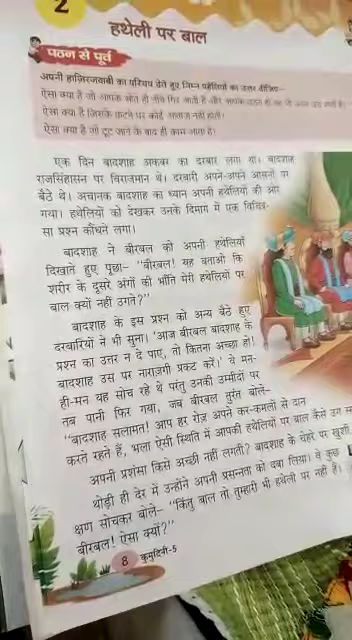 2
हथेली पर बाल
पठन से पूर्व
अपनी हाज़िरजवाबी का परिचय देते हुए निम्न पहेलियों का उत्तर दीजिए—
ऐसा क्या है जो आपके सोते ही नीचे गिर जाती है और आपके उठते ही
ऐसा क्या है जिसके काटने पर कोई आवाज़ नहीं होती?
ऐसा क्या है जो टूट जाने के बाद ही काम आता है?
एक दिन बादशाह अकबर का दरबार लगा था। बादशाह
राजसिंहासन पर विराजमान थे। दरबारी अपने-अपने आसनों पर
बैठे थे। अचानक बादशाह का ध्यान अपनी हथेलियों की ओर
गया। हथेलियों को देखकर उनके दिमाग में एक विचित्र-
सा प्रश्न कौंधने लगा।
बादशाह ने बीरबल को अपनी हथेलियाँ
दिखाते हुए पूछा— “बीरबल! यह बताओ कि
शरीर के दूसरे अंगों की भाँति मेरी हथेलियों पर
बाल क्यों नहीं उगते?”
बादशाह के इस प्रश्न को अन्य बैठे हुए
दरबारियों ने भी सुना। ‘आज बीरबल बादशाह के
प्रश्न का उत्तर न दे पाए, तो कितना अच्छा हो!
बादशाह उस पर नाराज़गी प्रकट करें।’ वे मन-
ही-मन यह सोच रहे थे परंतु उनकी उम्मीदों पर
तब पानी फिर गया, जब बीरबल तुरंत बोले—
“बादशाह सलामत! आप हर रोज़ अपने कर-कमलों से दान
करते रहते हैं, भला ऐसी स्थिति में आपकी हथेलियों पर बाल कैसे उग
अपनी प्रशंसा किसे अच्छी नहीं लगती? बादशाह के चेहरे पर खुशी
थोड़ी ही देर में उन्होंने अपनी प्रसन्नता को दबा लिया। वे कुछ
क्षण सोचकर बोले— “किंतु बाल तो तुम्हारी भी हथेली पर नहीं हैं।
बीरबल! ऐसा क्यों?”
8 कुमुदिनी-5